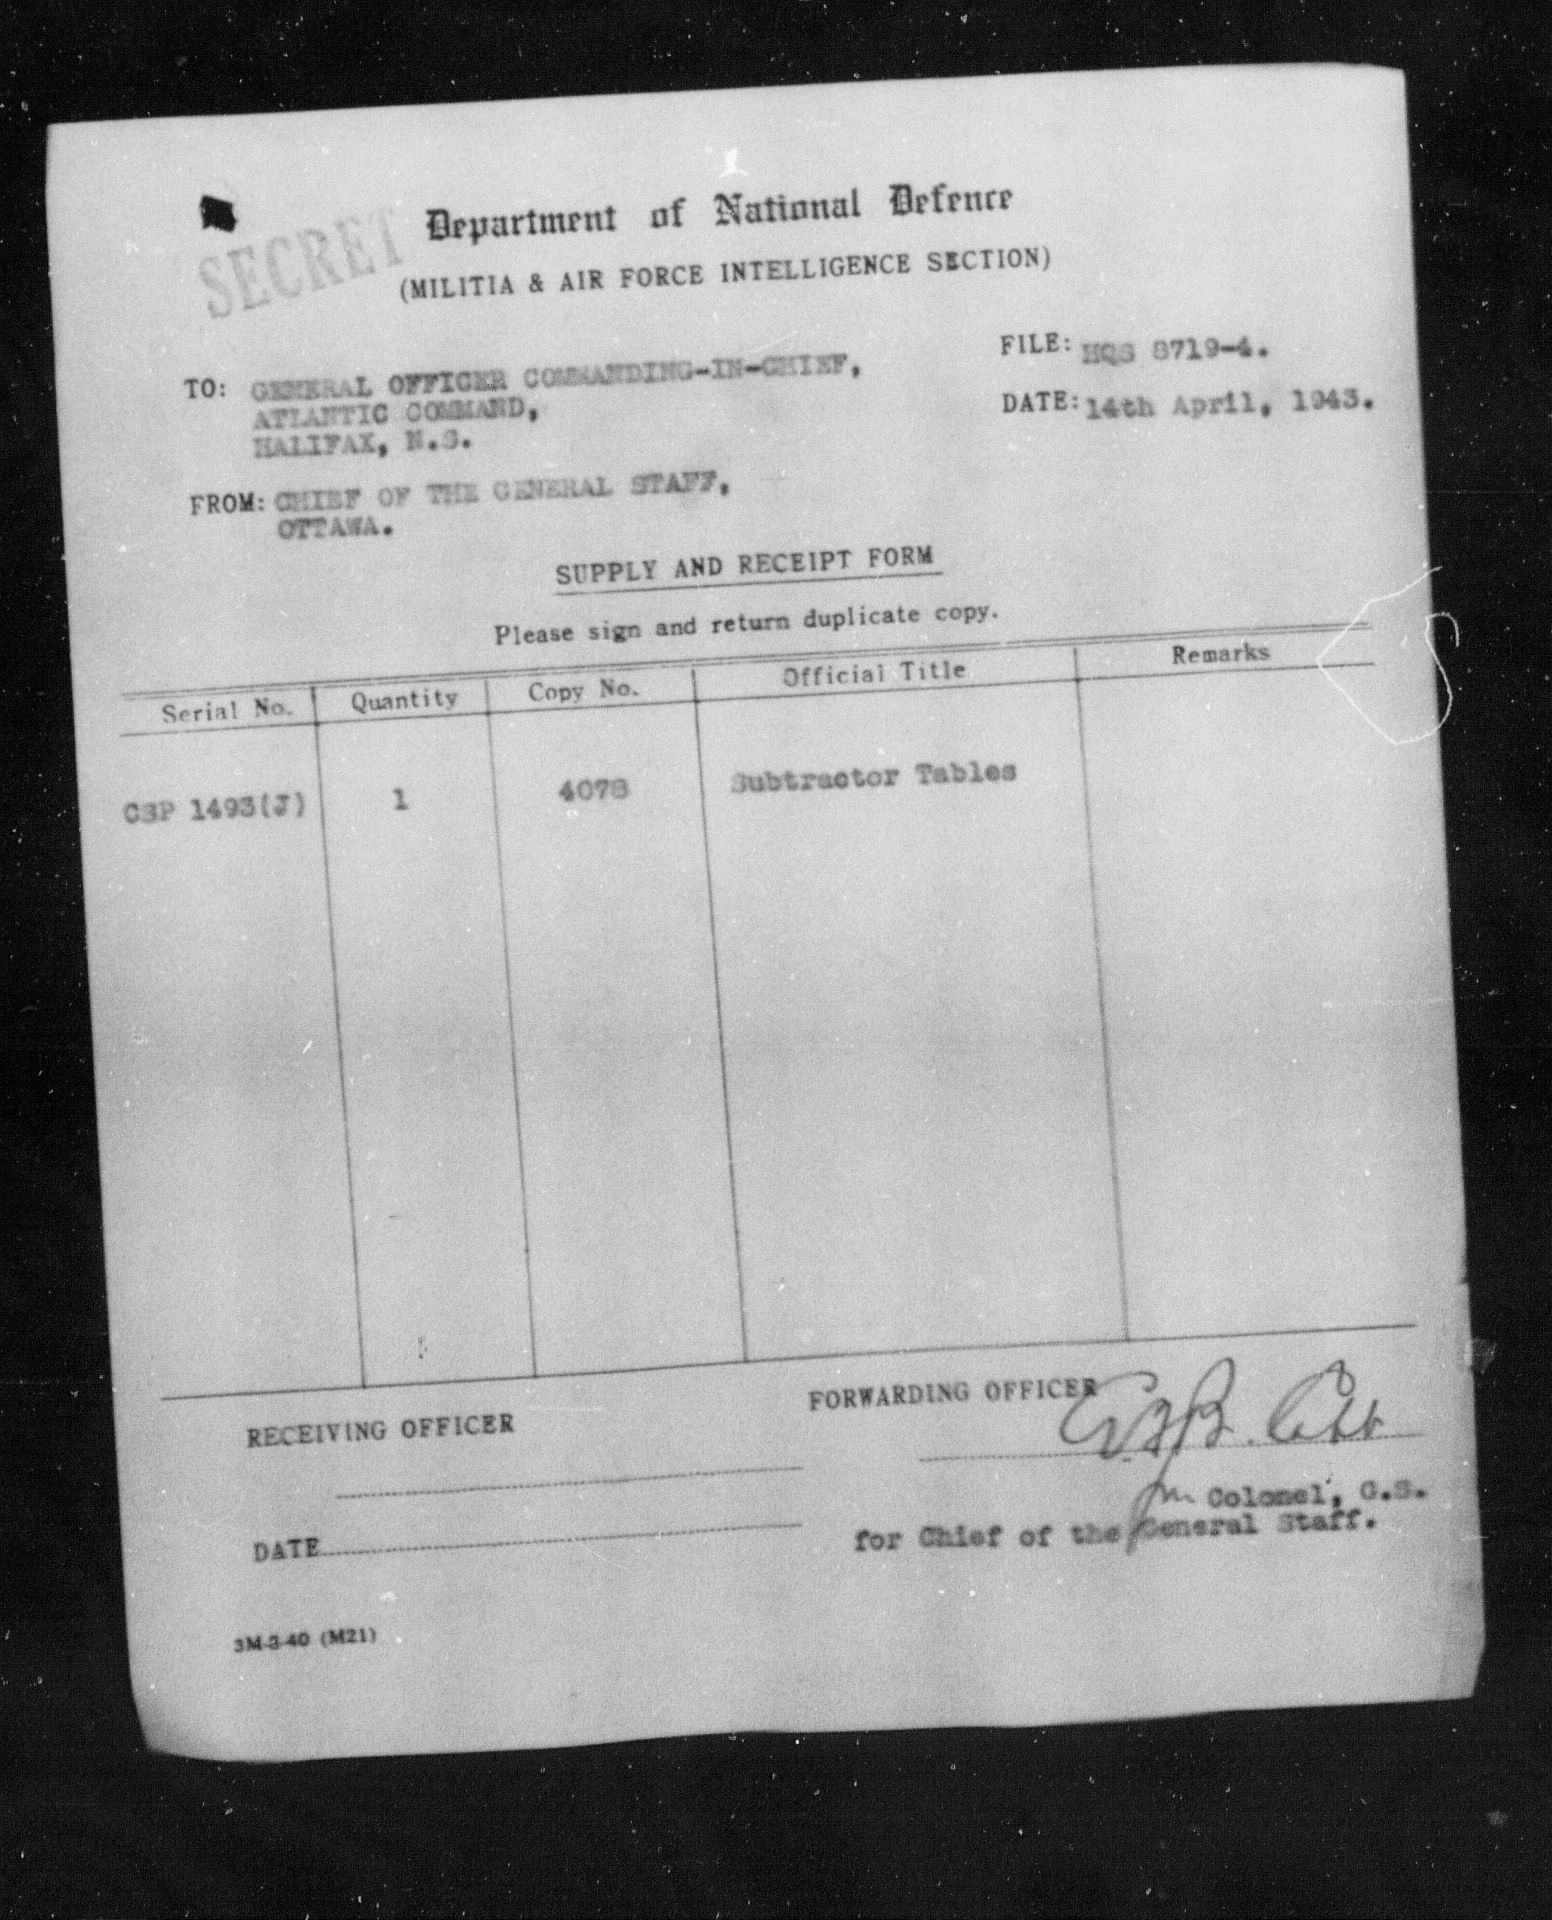 SECRET
Department of National Defence
(MILITIA & AIR FORCE INTELLIGENCE SECTION)
FILE: HQS 8719-4.
DATE: 14th April, 1943.
TO: GENERAL OFFICER COMMANDING-IN-CHIEF,
ATLANTIC COMMAND,
HALIFAX, N.S.
FROM: CHIEF OF THE GENERAL STAFF,
OTTAWA.
SUPPLY AND RECEIPT FORM
Please sign and return duplicate copy.
Serial No. Quantity Copy No. Official Title Remarks
CSP 1493(J) 1 4078 Subtractor Tables
FORWARDING OFFICER
RECEIVING OFFICER
Colonel, G.S.
for Chief of the General Staff.
DATE
3M-2-40 (M21)